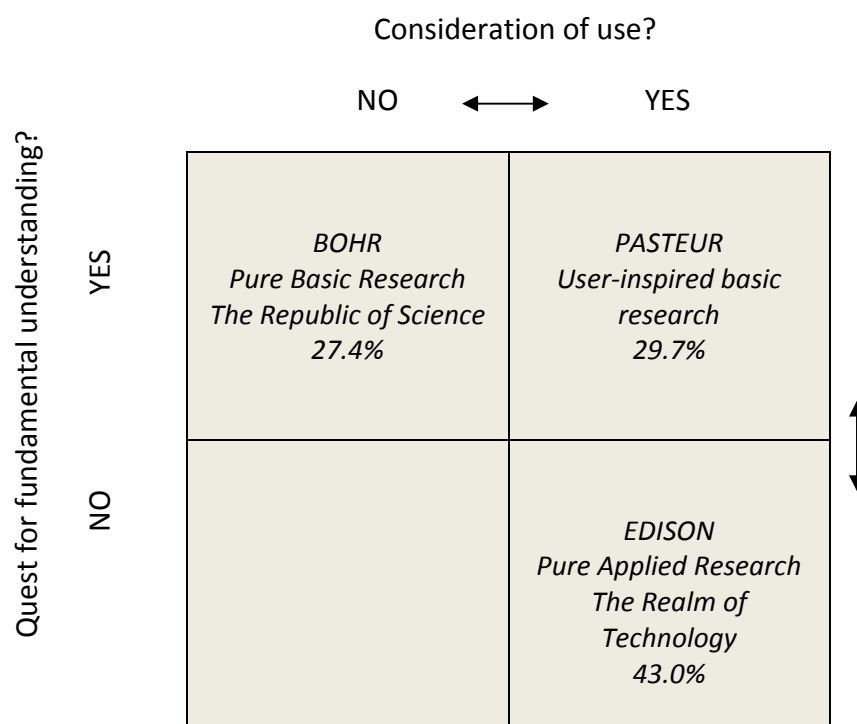 Consideration of use?
NO YES
Quest for fundamental understanding?
YES
BOHR
Pure Basic Research
The Republic of Science
27.4%
PASTEUR
User-inspired basic
research
29.7%
NO
EDISON
Pure Applied Research
The Realm of
Technology
43.0%